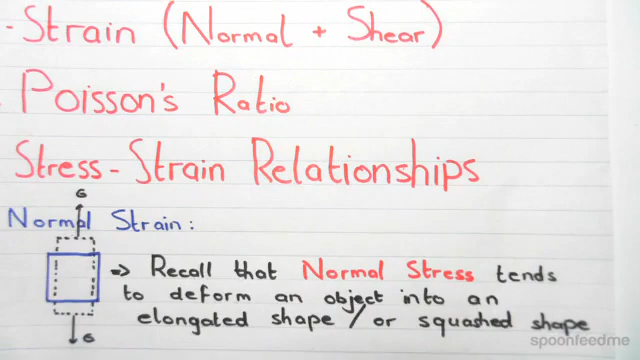 - Strain (Normal + Shear)
Poisson's Ratio
Stress-Strain Relationships
σ
Normal Strain:
=> Recall that Normal Stress tends
to deform an object into an
elongated shape / or squashed shape
σ
spoonfeedme